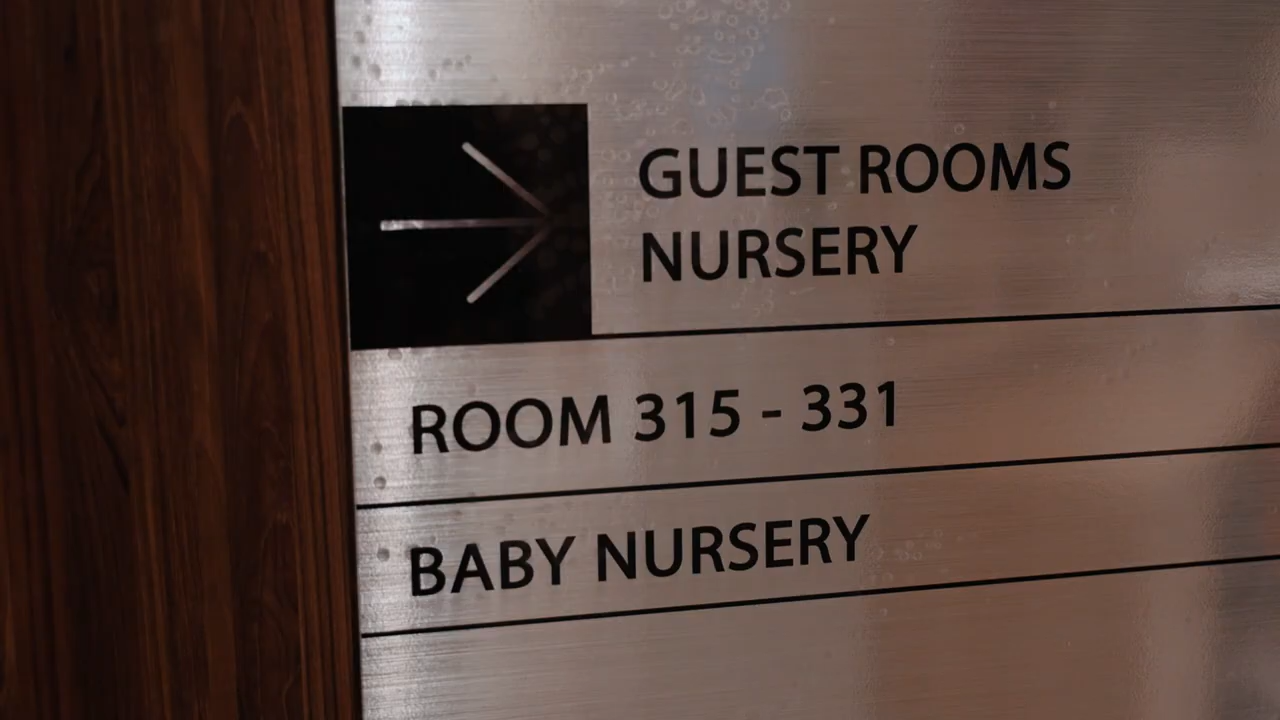 GUEST ROOMS
NURSERY
ROOM 315 - 331
BABY NURSERY